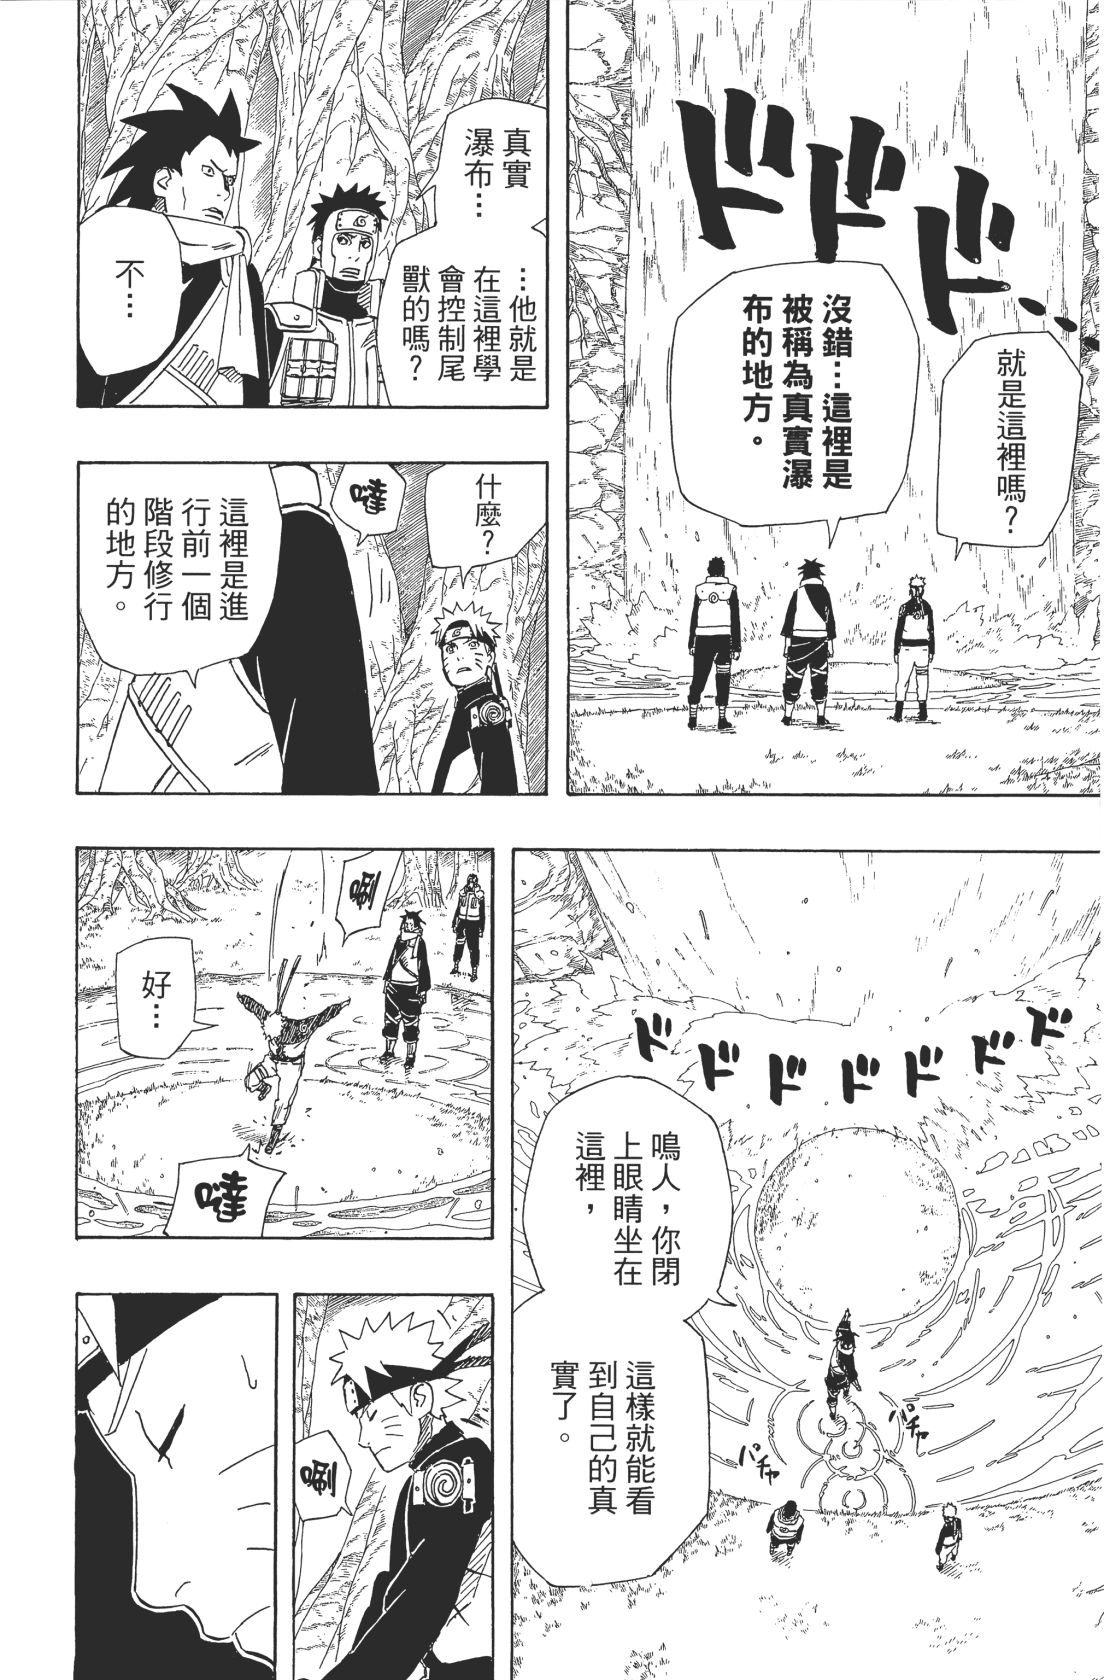 ドドド…
就是這裡嗎？
沒錯…這裡是
被稱為真實瀑
布的地方。
真實
瀑布…
…他就是
在這裡學
會控制尾
獸的嗎？
不…
什麼？
噠
這裡是進
行前一個
階段修行
的地方。
ドドドドドドド
鳴人，你閉
上眼睛坐在
這裡，
這樣就能看
到自己的真
實了。
パチャ
パチャ
唰
好…
噠
唰